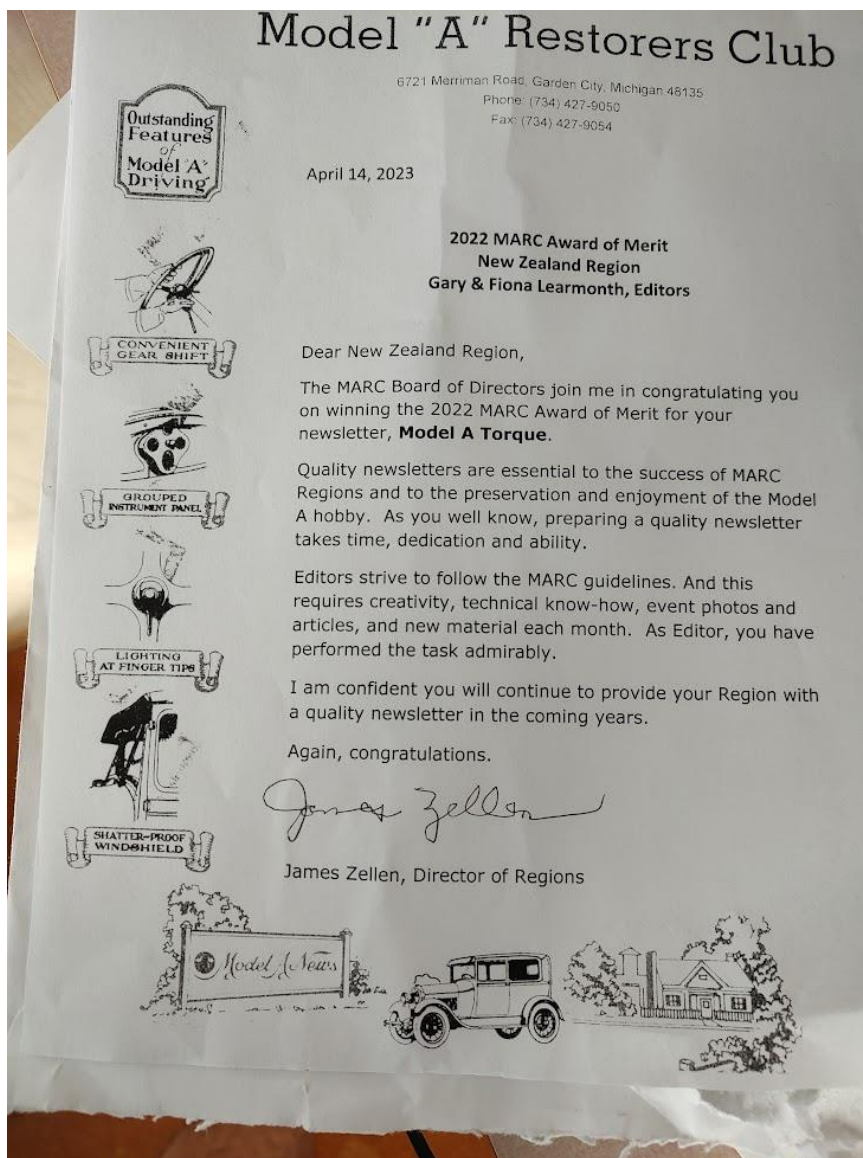 Model "A" Restorers Club
6721 Merriman Road, Garden City, Michigan 48135
Phone: (734) 427-9050
Fax: (734) 427-9054
Outstanding
Features
of
Model "A"
Driving
April 14, 2023
2022 MARC Award of Merit
New Zealand Region
Gary & Fiona Learmonth, Editors
CONVENIENT
GEAR SHIFT
Dear New Zealand Region,
The MARC Board of Directors join me in congratulating you
on winning the 2022 MARC Award of Merit for your
newsletter, Model A Torque.
GROUPED
INSTRUMENT PANEL
Quality newsletters are essential to the success of MARC
Regions and to the preservation and enjoyment of the Model
A hobby. As you well know, preparing a quality newsletter
takes time, dedication and ability.
Editors strive to follow the MARC guidelines. And this
requires creativity, technical know-how, event photos and
articles, and new material each month. As Editor, you have
performed the task admirably.
LIGHTING
AT FINGER TIPS
I am confident you will continue to provide your Region with
a quality newsletter in the coming years.
Again, congratulations.
James Zellen
SHATTER-PROOF
WINDSHIELD
James Zellen, Director of Regions
Model A News